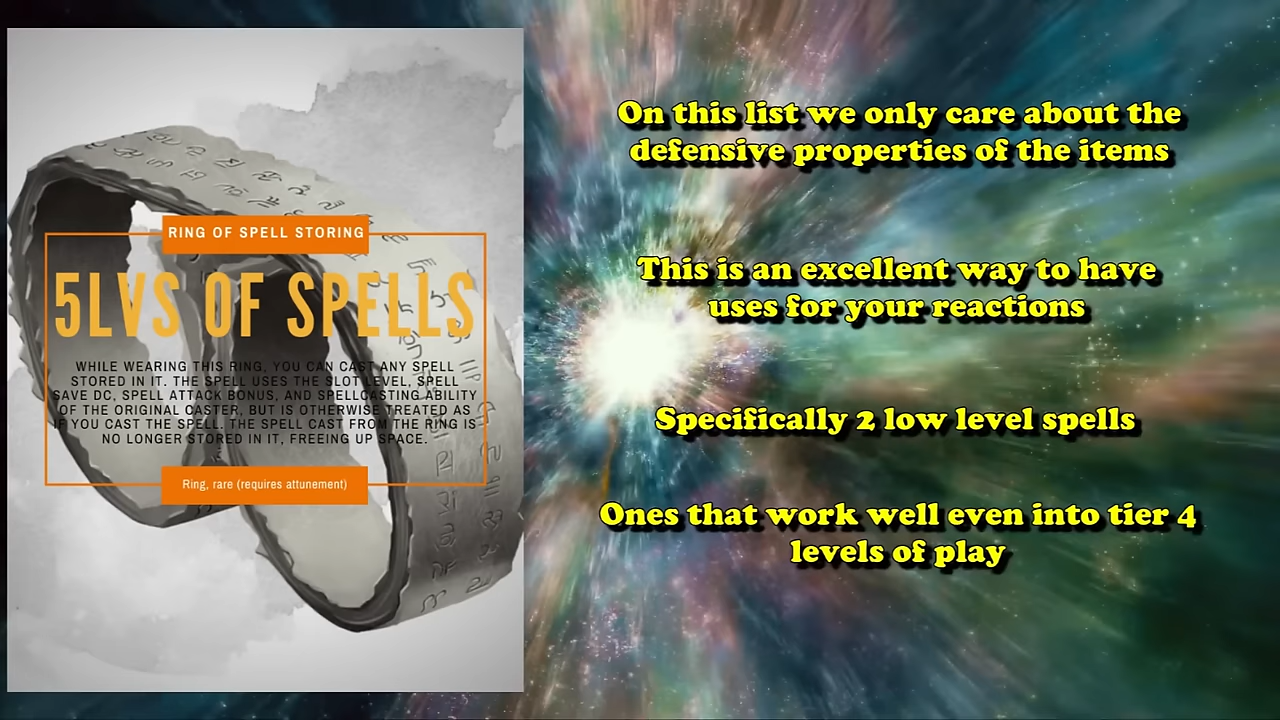 RING OF SPELL STORING
5LVS OF SPELLS
WHILE WEARING THIS RING, YOU CAN CAST ANY SPELL
STORED IN IT. THE SPELL USES THE SLOT LEVEL, SPELL
SAVE DC, SPELL ATTACK BONUS, AND SPELLCASTING ABILITY
OF THE ORIGINAL CASTER, BUT IS OTHERWISE TREATED AS
IF YOU CAST THE SPELL. THE SPELL CAST FROM THE RING IS
NO LONGER STORED IN IT, FREEING UP SPACE.
Ring, rare (requires attunement)
On this list we only care about the
defensive properties of the items
This is an excellent way to have
uses for your reactions
Specifically 2 low level spells
Ones that work well even into tier 4
levels of play